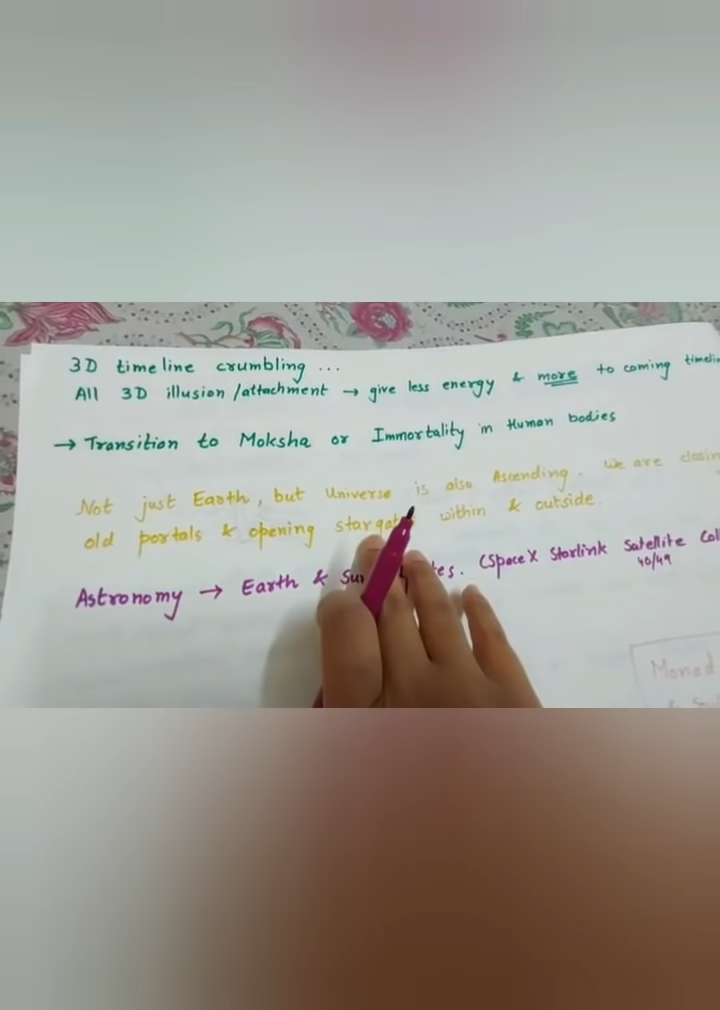 3D timeline crumbling ...
All 3D illusion/attachment → give less energy & more to coming
→ Transition to Moksha or Immortality in Human bodies
Not just Earth, but Universe is also Ascending. We are
old portals & opening within & outside.
Astronomy → Earth & (SpaceX Starlink Satellite
40/49
Monad